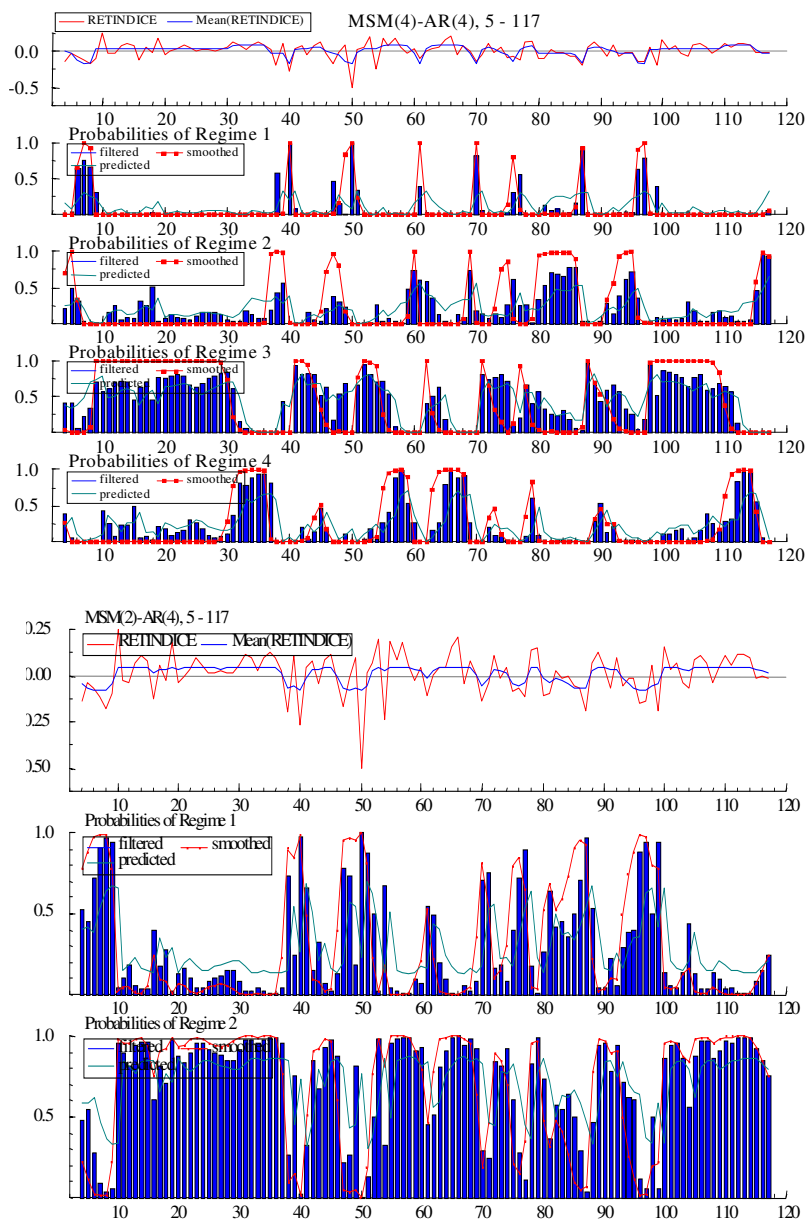 RETINDICE Mean(RETINDICE) MSM(4)-AR(4), 5 - 117
0.0
-0.5
10 20 30 40 50 60 70 80 90 100 110 120
Probabilities of Regime 1
1.0
filtered smoothed
predicted
0.5
10 20 30 40 50 60 70 80 90 100 110 120
Probabilities of Regime 2
1.0
filtered smoothed
predicted
0.5
10 20 30 40 50 60 70 80 90 100 110 120
Probabilities of Regime 3
1.0
filtered smoothed
predicted
0.5
10 20 30 40 50 60 70 80 90 100 110 120
Probabilities of Regime 4
1.0
filtered smoothed
predicted
0.5
10 20 30 40 50 60 70 80 90 100 110 120
MSM(2)-AR(4), 5 - 117
0.25
RETINDICE Mean(RETINDICE)
0.00
0.25
0.50
10 20 30 40 50 60 70 80 90 100 110 120
Probabilities of Regime 1
1.0
filtered smoothed
predicted
0.5
10 20 30 40 50 60 70 80 90 100 110 120
Probabilities of Regime 2
1.0
filtered smoothed
predicted
0.5
10 20 30 40 50 60 70 80 90 100 110 120